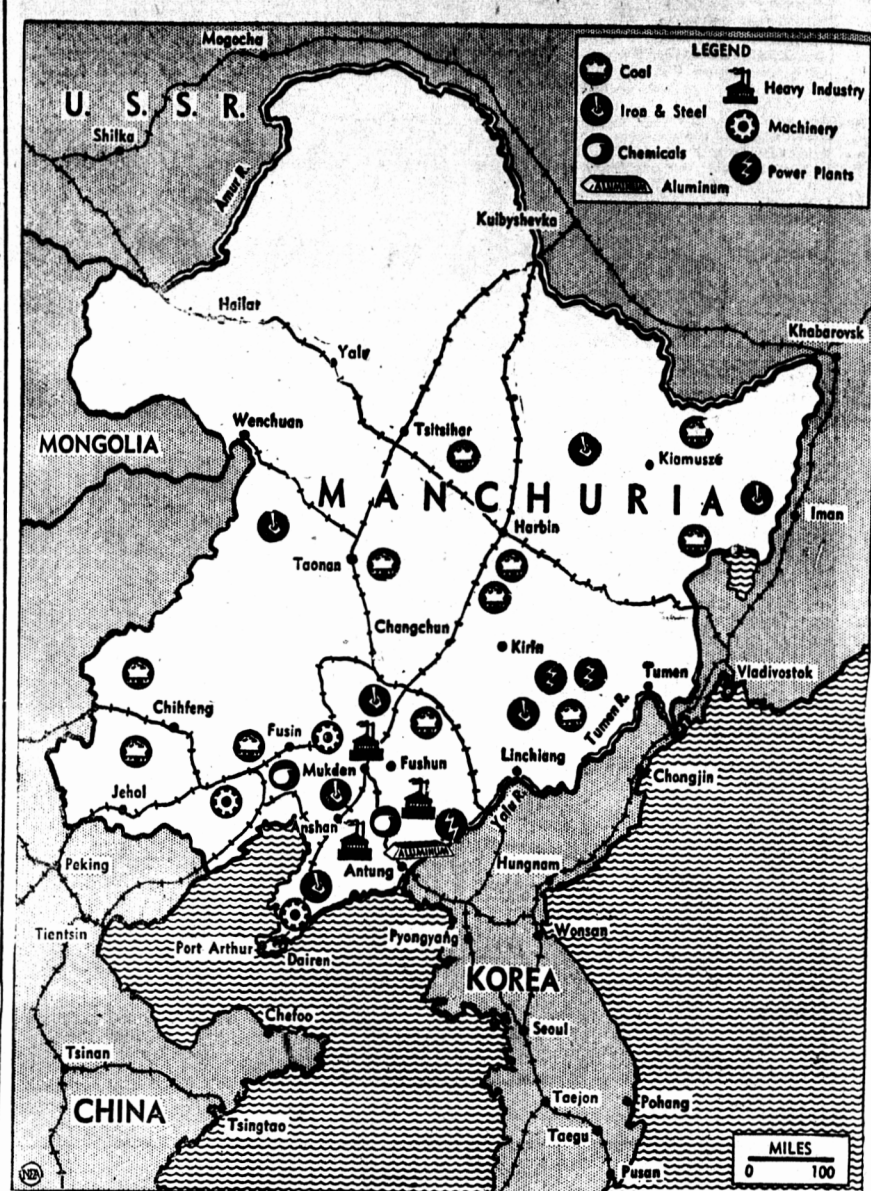 LEGEND
Coal
Heavy Industry
Iron & Steel
Machinery
Chemicals
Power Plants
ALUMINUM Aluminum
Mogocha
U. S. S. R.
Shilka
Amur R.
Kuibyshevka
Hailar
Khabarovsk
Yalu
Wenchuan
Tsitsihar
MONGOLIA
Kiamusze
MANCHURIA
Iman
Harbin
Taonan
Changchun
Kirin
Tumen
Vladivostok
Chihfeng
Tumen R.
Fusin
Mukden
Fushun
Linchiang
Chongjin
Jehol
Anshan
Yalu R.
ALUMINUM
Peking
Antung
Hungnam
Tientsin
Port Arthur
Dairen
Pyongyang
Wonsan
KOREA
Chefoo
Seoul
Tsinan
CHINA
Tsingtao
Taejon
Pohang
Taegu
Pusan
MILES
0 100
NEA